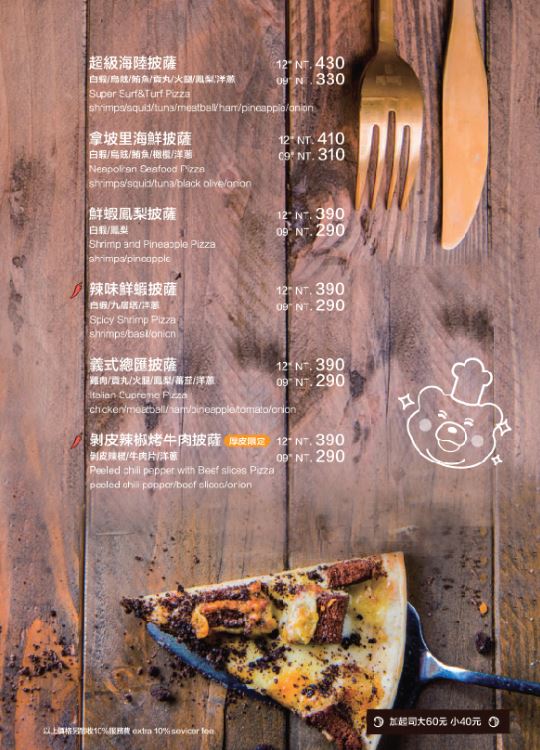 超級海陸披薩 12" NT. 430
白蝦/烏賊/鮪魚/貢丸/火腿/鳳梨/洋蔥 09" NT. 330
Super Surf&Turf Pizza
shrimps/squid/tuna/meatball/ham/pineapple/onion
拿坡里海鮮披薩 12" NT. 410
白蝦/烏賊/鮪魚/橄欖/洋蔥 09" NT. 310
Neapolitan Seafood Pizza
shrimps/squid/tuna/black olive/onion
鮮蝦鳳梨披薩 12" NT. 390
白蝦/鳳梨 09" NT. 290
Shrimp and Pineapple Pizza
shrimps/pineapple
辣味鮮蝦披薩 12" NT. 390
白蝦/九層塔/洋蔥 09" NT. 290
Spicy Shrimp Pizza
shrimps/basil/onion
義式總匯披薩 12" NT. 390
雞肉/貢丸/火腿/鳳梨/蕃茄/洋蔥 09" NT. 290
Italian Supreme Pizza
chicken/meatball/ham/pineapple/tomato/onion
剝皮辣椒烤牛肉披薩 厚皮限定 12" NT. 390
剝皮辣椒/牛肉片/洋蔥 09" NT. 290
Peeled chili pepper with Beef slices Pizza
peeled chili pepper/beef slices/onion
加起司大60元 小40元
以上價格另酌收10%服務費 extra 10% sevicer fee